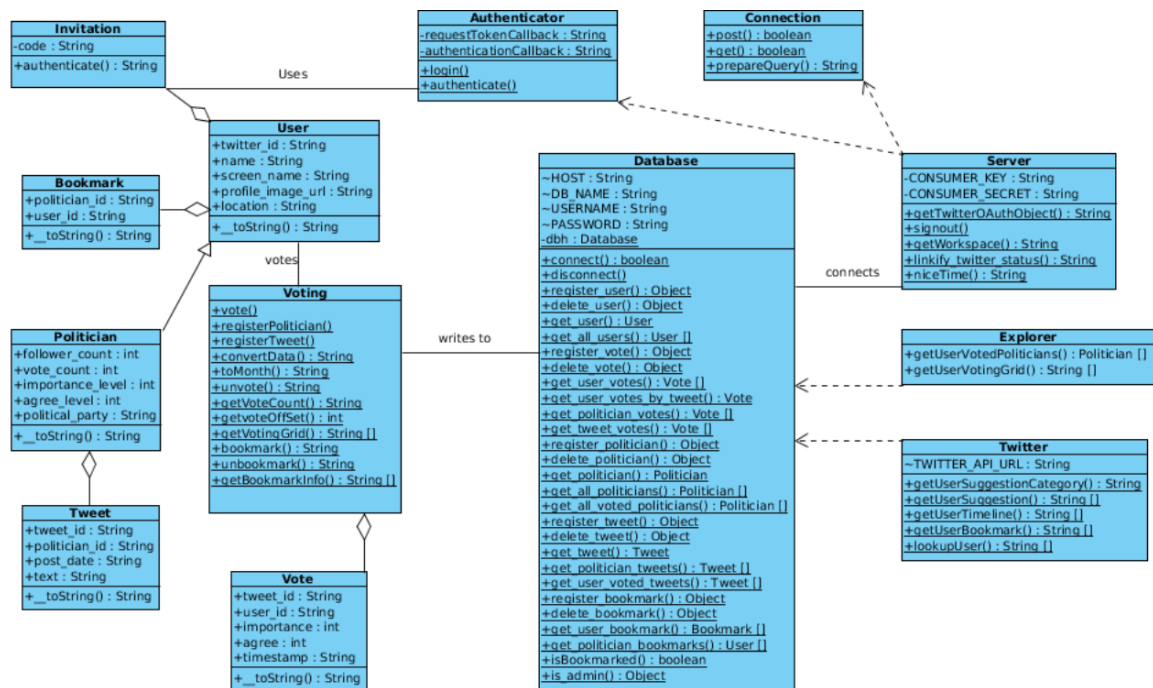 Invitation
-code : String
+authenticate() : String
Authenticator
-requestTokenCallback : String
-authenticationCallback : String
+login()
+authenticate()
Connection
+post() : boolean
+get() : boolean
+prepareQuery() : String
Uses
User
+twitter_id : String
+name : String
+screen_name : String
+profile_image_url : String
+location : String
+__toString() : String
Bookmark
+politician_id : String
+user_id : String
+__toString() : String
votes
Database
~HOST : String
~DB_NAME : String
~USERNAME : String
~PASSWORD : String
-dbh : Database
+connect() : boolean
+disconnect()
+register_user() : Object
+delete_user() : Object
+get_user() : User
+get_all_users() : User []
+register_vote() : Object
+delete_vote() : Object
+get_user_votes() : Vote []
+get_user_votes_by_tweet() : Vote
+get_politician_votes() : Vote []
+get_tweet_votes() : Vote []
+register_politician() : Object
+delete_politician() : Object
+get_politician() : Politician
+get_all_politicians() : Politician []
+get_all_voted_politicians() : Politician []
+register_tweet() : Object
+delete_tweet() : Object
+get_tweet() : Tweet
+get_politician_tweets() : Tweet []
+get_user_voted_tweets() : Tweet []
+register_bookmark() : Object
+delete_bookmark() : Object
+get_user_bookmark() : Bookmark []
+get_politician_bookmarks() : User []
+isBookmarked() : boolean
+is_admin() : Object
Server
-CONSUMER_KEY : String
-CONSUMER_SECRET : String
+getTwitterOAuthObject() : String
+signout()
+getWorkspace() : String
+linkify_twitter_status() : String
+niceTime() : String
connects
Voting
+vote()
+registerPolitician()
+registerTweet()
+convertData() : String
+toMonth() : String
+unvote() : String
+getVoteCount() : String
+getvoteOffSet() : int
+getVotingGrid() : String []
+bookmark() : String
+unbookmark() : String
+getBookmarkInfo() : String []
writes to
Politician
+follower_count : int
+vote_count : int
+importance_level : int
+agree_level : int
+political_party : String
+__toString() : String
Explorer
+getUserVotedPoliticians() : Politician []
+getUserVotingGrid() : String []
Twitter
~TWITTER_API_URL : String
+getUserSuggestionCategory() : String
+getUserSuggestion() : String []
+getUserTimeline() : String []
+getUserBookmark() : String []
+lookupUser() : String []
Tweet
+tweet_id : String
+politician_id : String
+post_date : String
+text : String
+__toString() : String
Vote
+tweet_id : String
+user_id : String
+importance : int
+agree : int
+timestamp : String
+__toString() : String